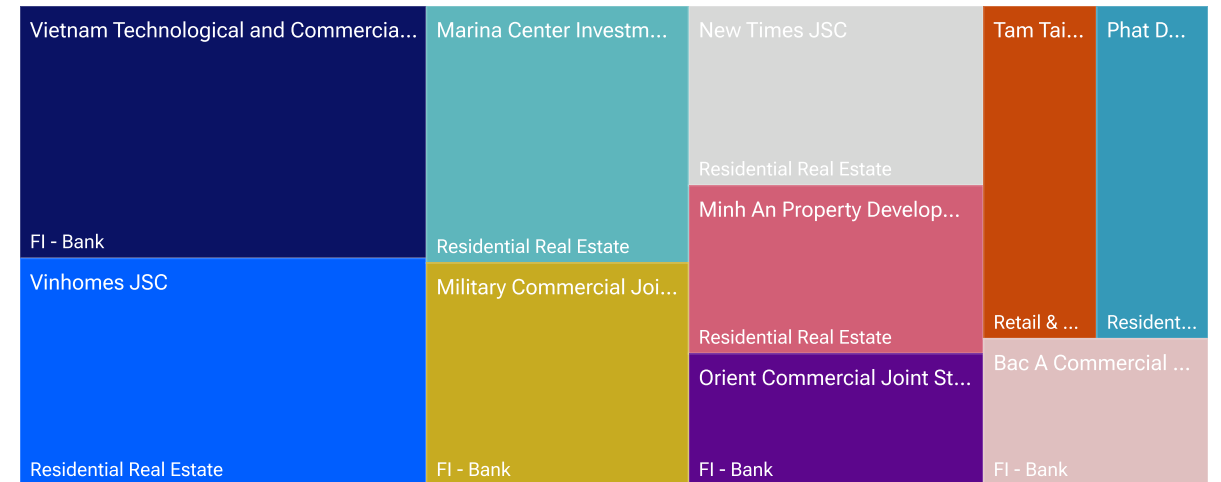 Vietnam Technological and Commercia...
FI - Bank
Vinhomes JSC
Residential Real Estate
Marina Center Investm...
Residential Real Estate
Military Commercial Joi...
FI - Bank
New Times JSC
Residential Real Estate
Minh An Property Develop...
Residential Real Estate
Orient Commercial Joint St...
FI - Bank
Tam Tai...
Retail & ...
Phat D...
Resident...
Bac A Commercial ...
FI - Bank